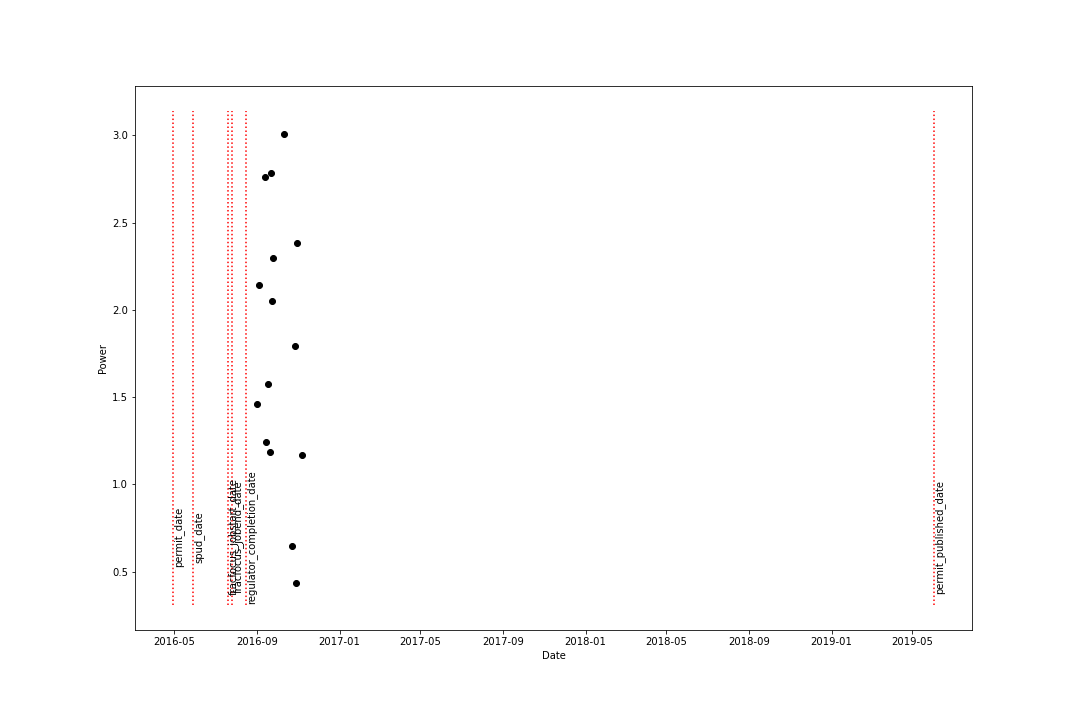 3.0
2.5
2.0
1.5
1.0
0.5
Power
permit_date
spud_date
fracfocus_jobstart_date
fracfocus_jobend_date
regulator_completion_date
permit_published_date
2016-05 2016-09 2017-01 2017-05 2017-09 2018-01 2018-05 2018-09 2019-01 2019-05
Date